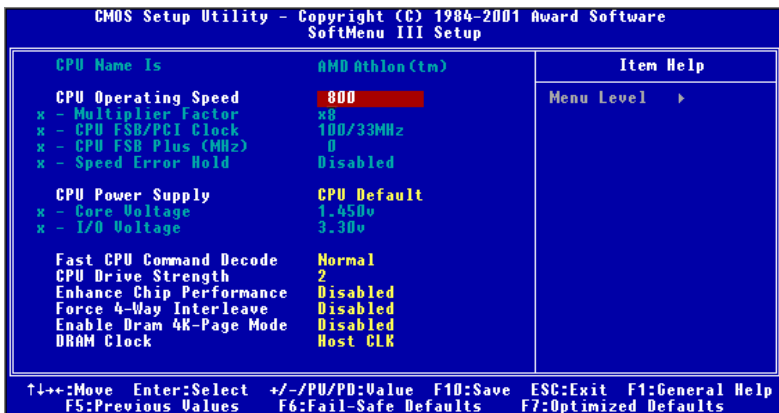 CMOS Setup Utility - Copyright (C) 1984-2001 Award Software
SoftMenu III Setup
CPU Name Is AMD Athlon(tm)
Item Help
CPU Operating Speed 800
Menu Level ▸
x - Multiplier Factor x8
x - CPU FSB/PCI Clock 100/33MHz
x - CPU FSB Plus (MHz) 0
x - Speed Error Hold Disabled
CPU Power Supply CPU Default
x - Core Voltage 1.450v
x - I/O Voltage 3.30v
Fast CPU Command Decode Normal
CPU Drive Strength 2
Enhance Chip Performance Disabled
Force 4-Way Interleave Disabled
Enable Dram 4K-Page Mode Disabled
DRAM Clock Host CLK
↑↓→←:Move Enter:Select +/-/PU/PD:Value F10:Save ESC:Exit F1:General Help
F5:Previous Values F6:Fail-Safe Defaults F7:Optimized Defaults